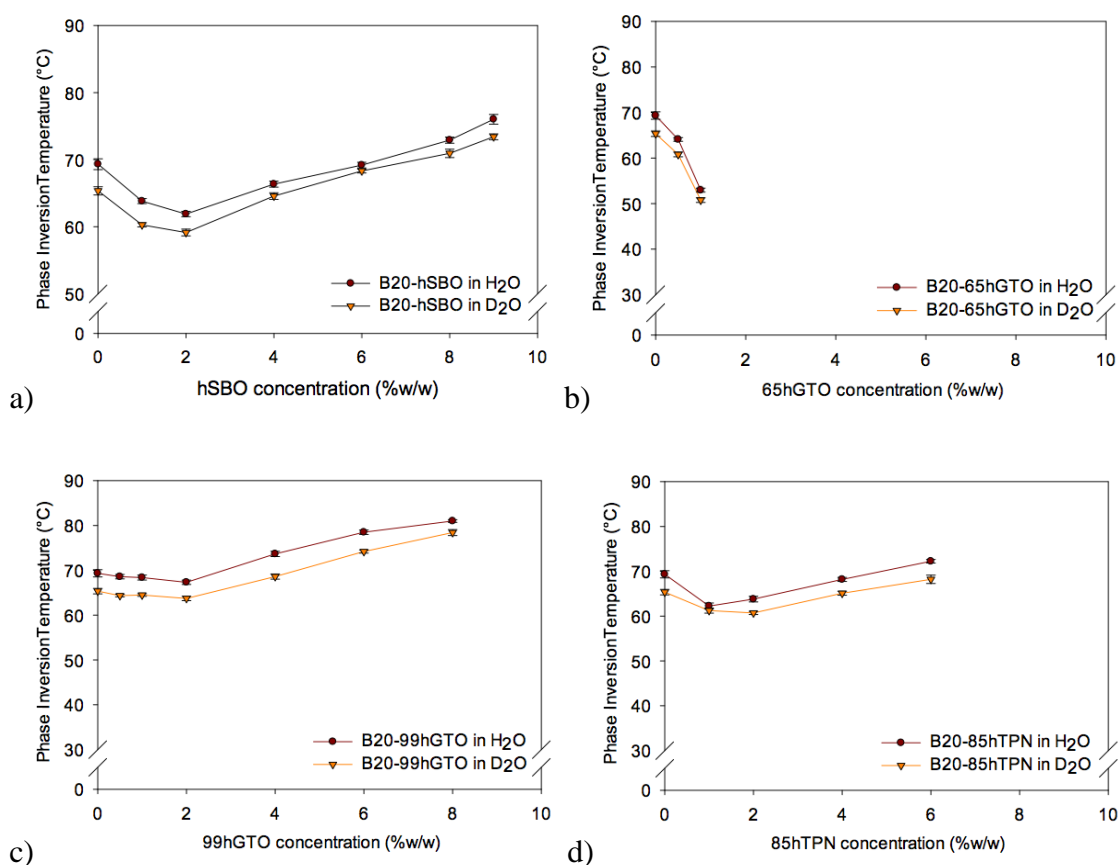 90
80
70
60
50
0
Phase InversionTemperature (°C)
B20-hSBO in H2O
B20-hSBO in D2O
0 2 4 6 8 10
hSBO concentration (%w/w)
a)
90
80
70
60
50
40
30
0
Phase InversionTemperature (°C)
B20-65hGTO in H2O
B20-65hGTO in D2O
0 2 4 6 8 10
65hGTO concentration (%w/w)
b)
90
80
70
60
50
40
30
0
Phase InversionTemperature (°C)
B20-99hGTO in H2O
B20-99hGTO in D2O
0 2 4 6 8 10
99hGTO concentration (%w/w)
c)
90
80
70
60
50
40
30
0
Phase InversionTemperature (°C)
B20-85hTPN in H2O
B20-85hTPN in D2O
0 2 4 6 8 10
85hTPN concentration (%w/w)
d)